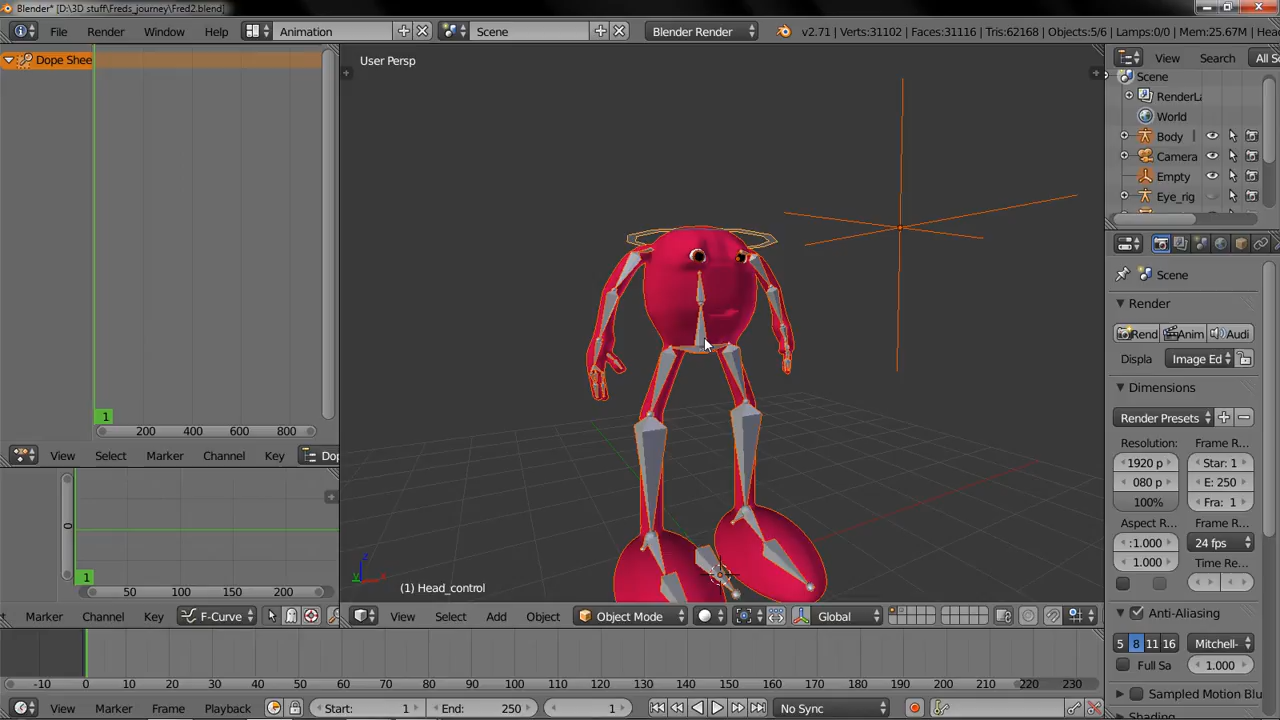 Blender* [D:\3D stuff\Freds_journey\Fred2.blend]
File Render Window Help Animation Scene Blender Render v2.71 | Verts:31102 | Faces:31116 | Tris:62168 | Objects:5/6 | Lamps:0/0 | Mem:25.67M | Hea
Dope Shee
User Persp
View Search All Sc
Scene
RenderLa
World
Body
Camera
Empty
Eye_rig
Scene
Render
Rend Anim Audi
Displa Image Ed
Dimensions
Render Presets
Resolution: Frame R...
1920 p Star: 1
080 p E: 250
100% Fra: 1
Aspect R... Frame R...
:1.000 24 fps
1.000 Time Re...
Anti-Aliasing
5 8 11 16 Mitchell-
Full Sa 1.000
Sampled Motion Blu
Shading
1
200 400 600 800
View Select Marker Channel Key Dop
0
1
50 100 150 200
Marker Channel Key F-Curve
(1) Head_control
z
y x
View Select Add Object Object Mode Global
-10 0 10 20 30 40 50 60 70 80 90 100 110 120 130 140 150 160 170 180 190 200 210 220 230
View Marker Frame Playback Start: 1 End: 250 1 No Sync